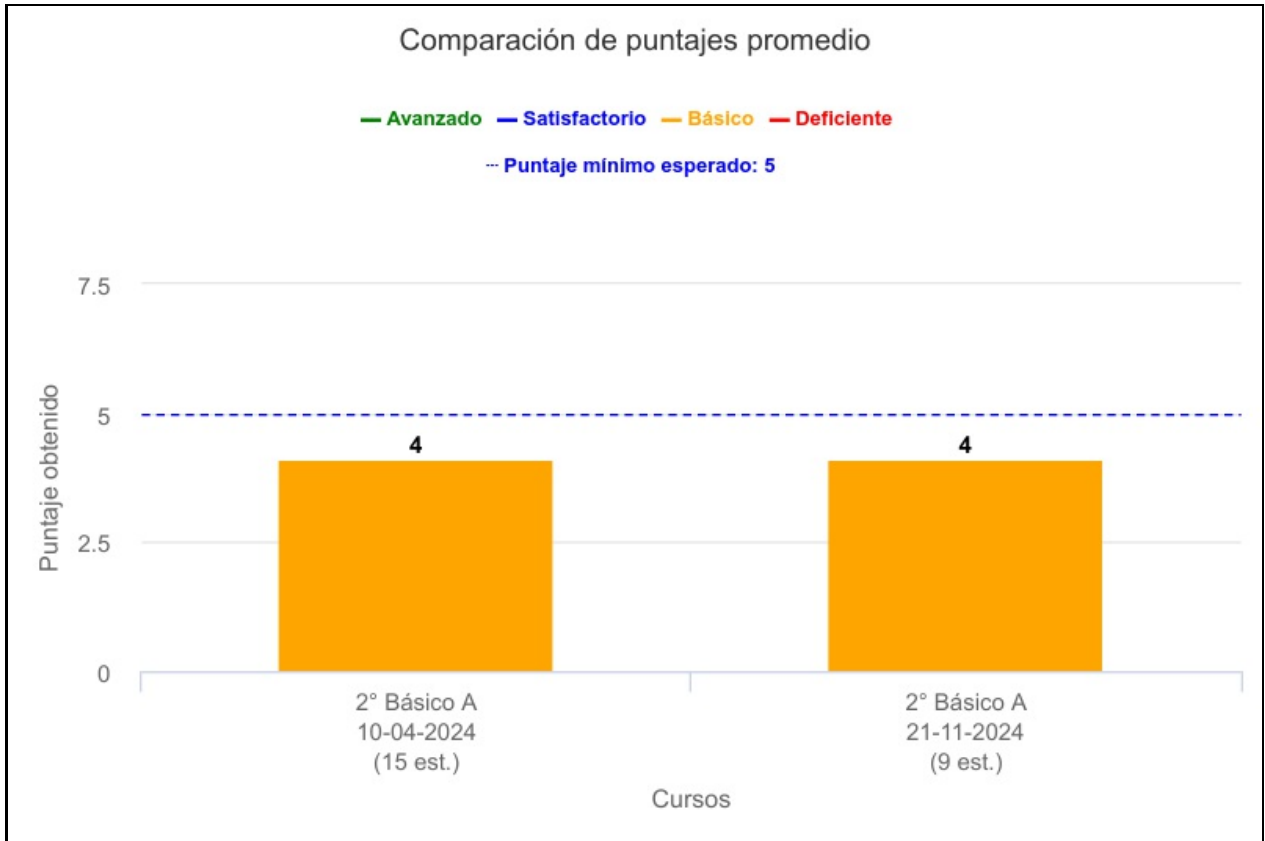 Comparación de puntajes promedio
Avanzado Satisfactorio Básico Deficiente
Puntaje mínimo esperado: 5
7.5
5
2.5
0
Puntaje obtenido
4
4
2° Básico A
10-04-2024
(15 est.)
2° Básico A
21-11-2024
(9 est.)
Cursos